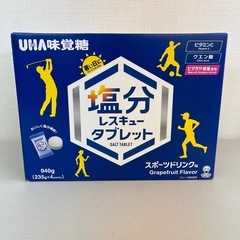 UHA味覚糖
ビタミンC
クエン酸
暑い日に
塩分
レスキュー
タブレット
SALT TABLET
940g
(235g×4
スポーツドリンク味
Grapefruit Flavor